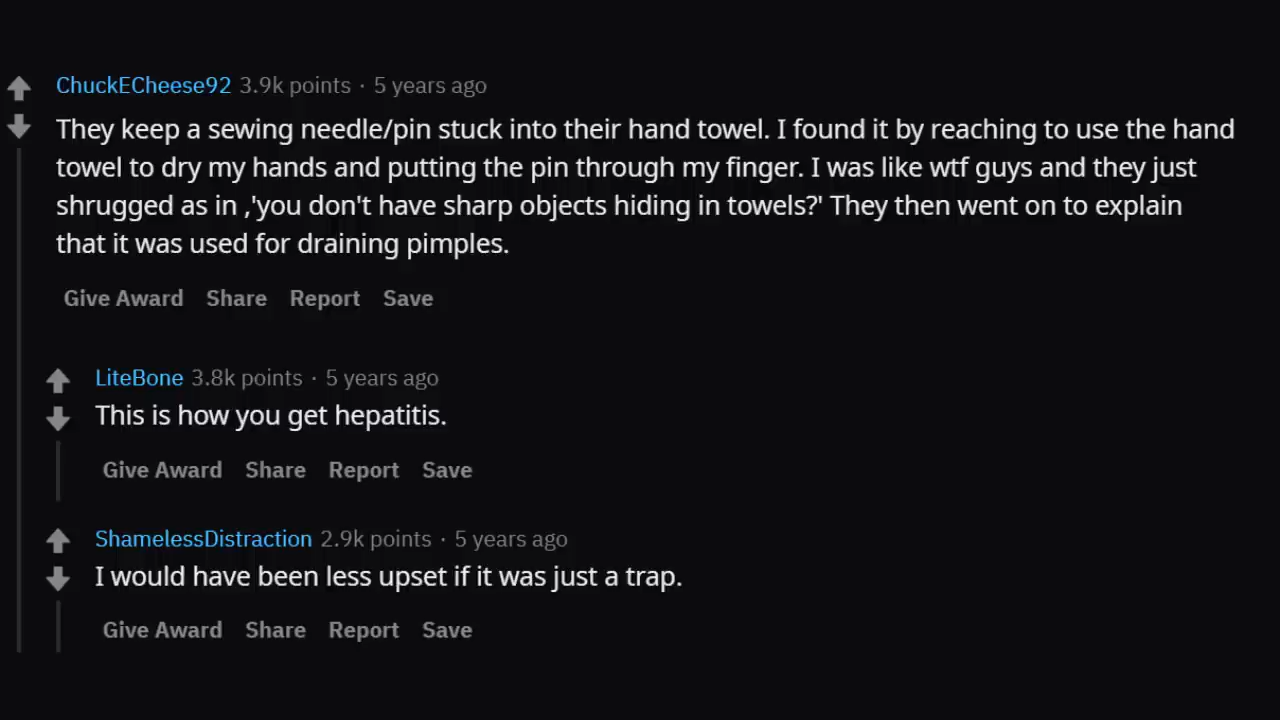 ChuckECheese92 3.9k points · 5 years ago
They keep a sewing needle/pin stuck into their hand towel. I found it by reaching to use the hand
towel to dry my hands and putting the pin through my finger. I was like wtf guys and they just
shrugged as in ,'you don't have sharp objects hiding in towels?' They then went on to explain
that it was used for draining pimples.
Give Award Share Report Save
LiteBone 3.8k points · 5 years ago
This is how you get hepatitis.
Give Award Share Report Save
ShamelessDistraction 2.9k points · 5 years ago
I would have been less upset if it was just a trap.
Give Award Share Report Save